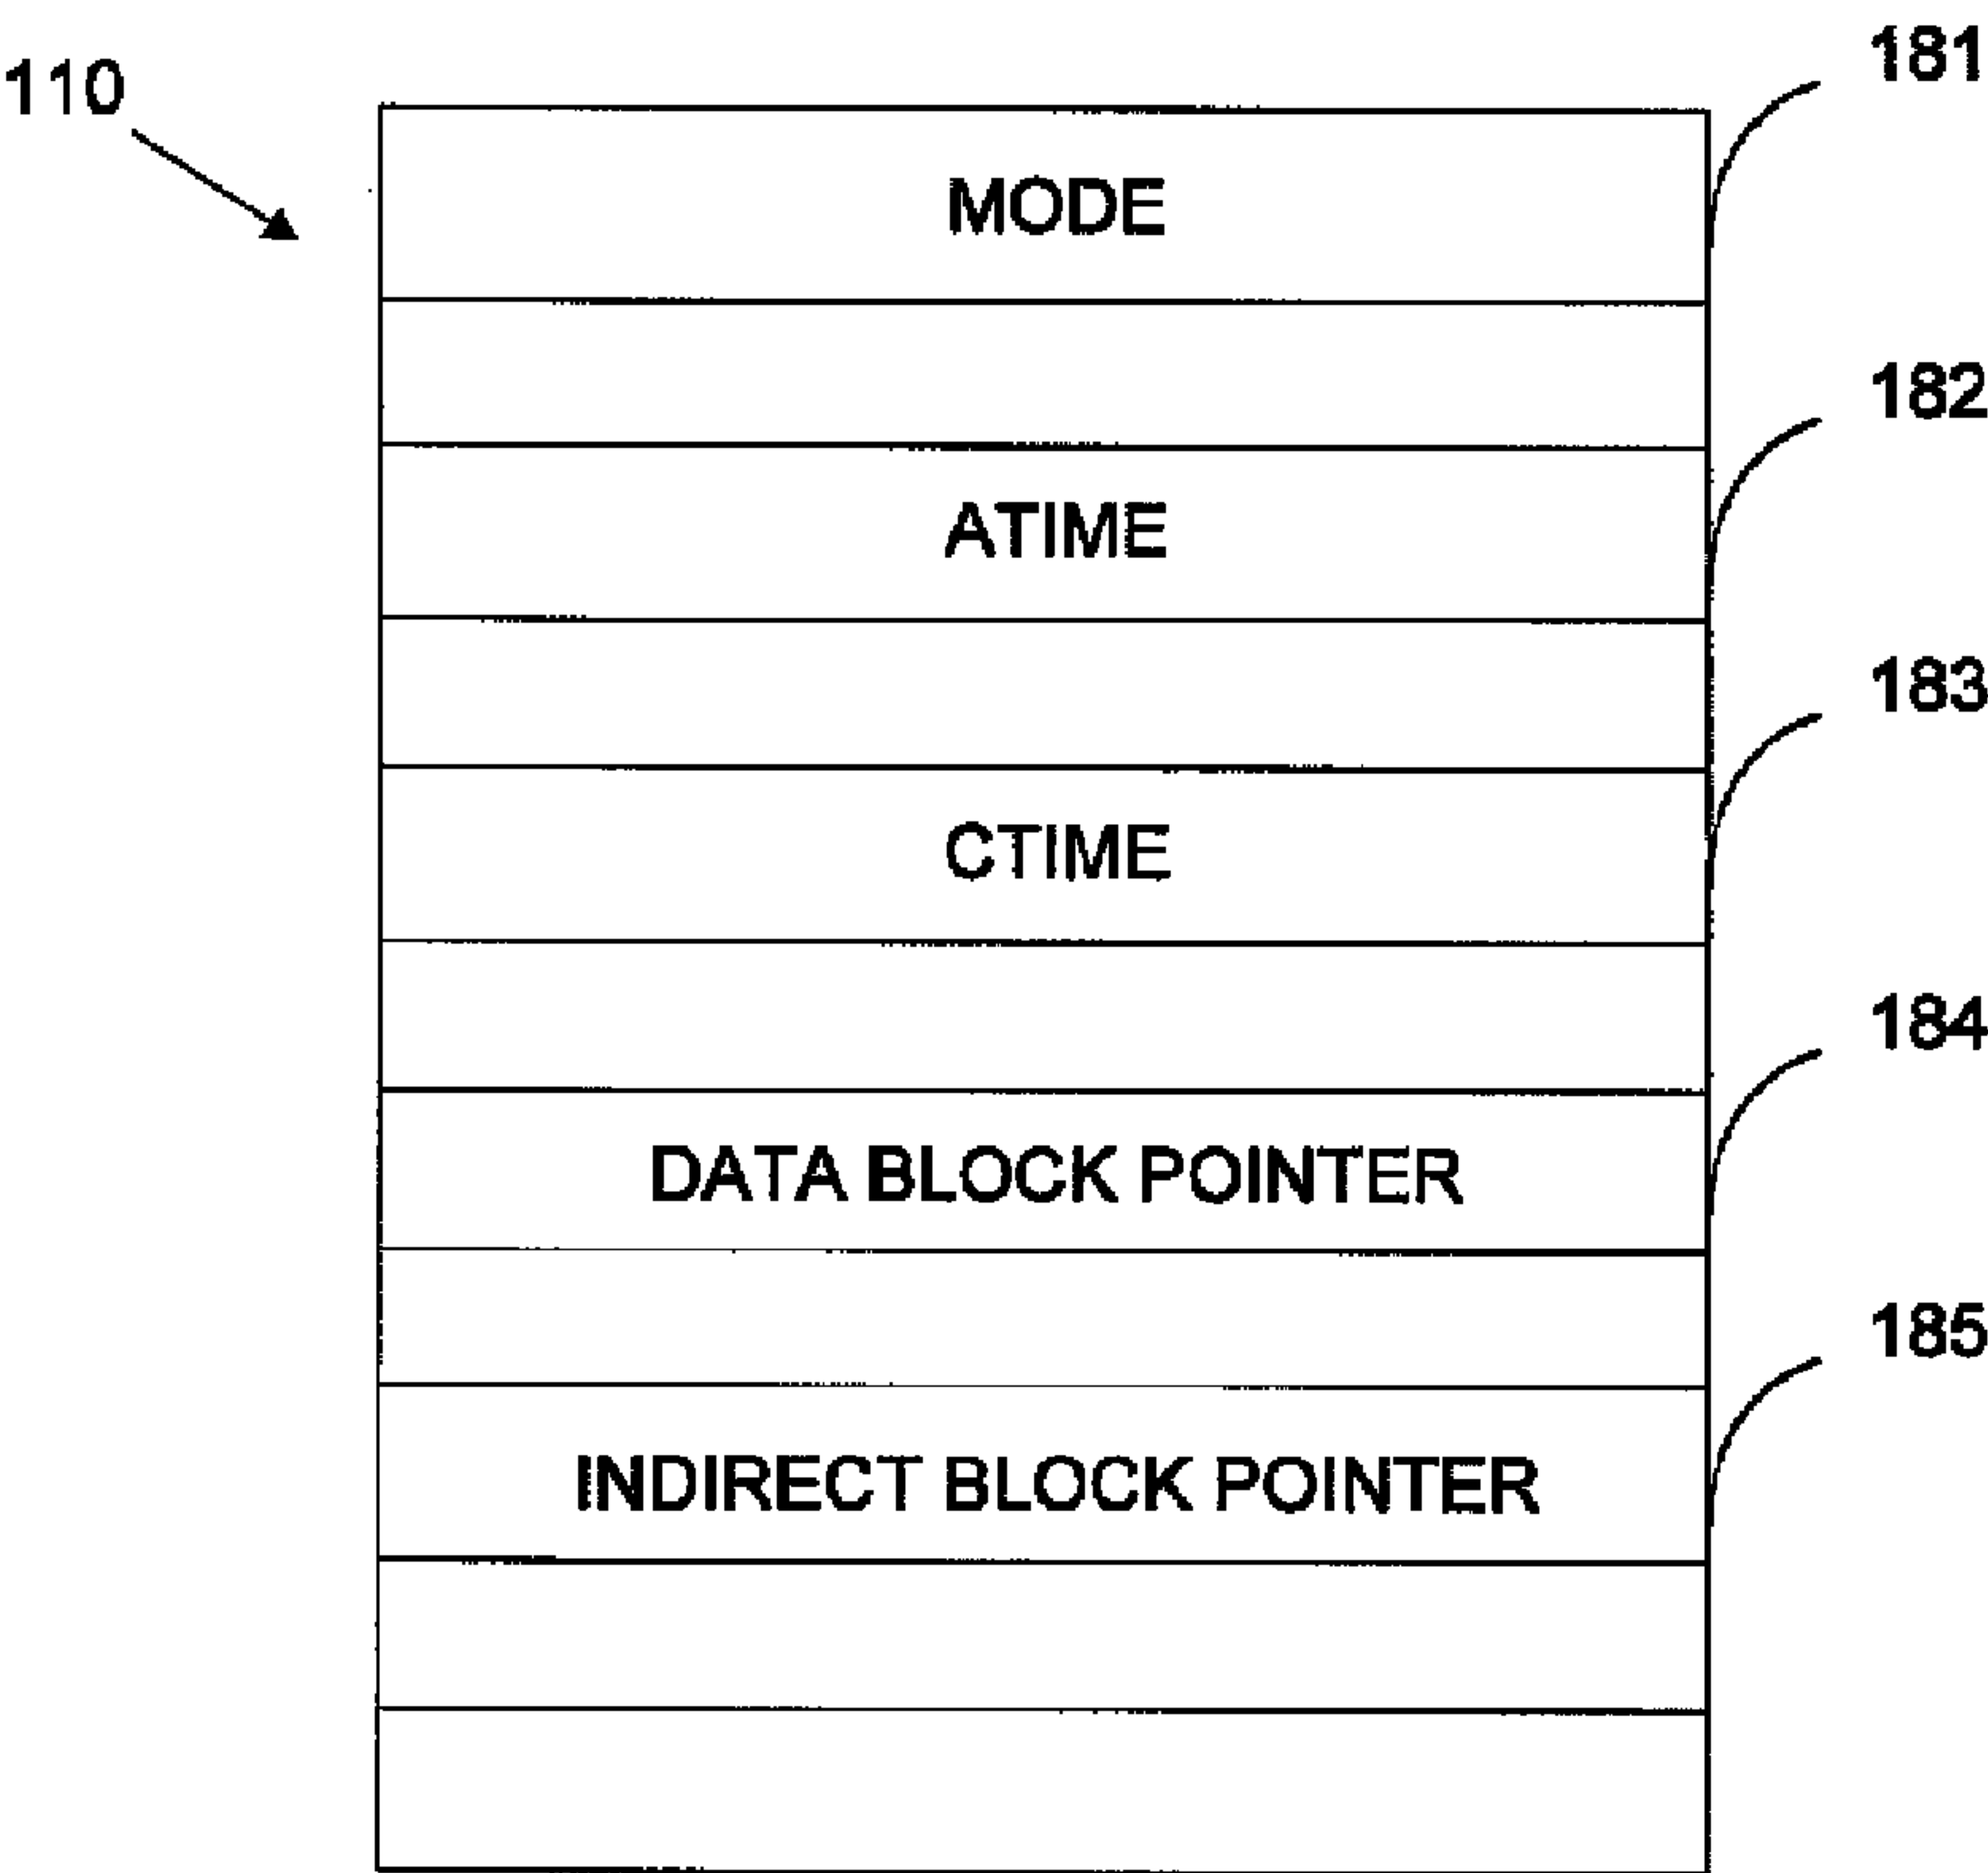 110
181
MODE
182
ATIME
183
CTIME
184
DATA BLOCK POINTER
185
INDIRECT BLOCK POINTER